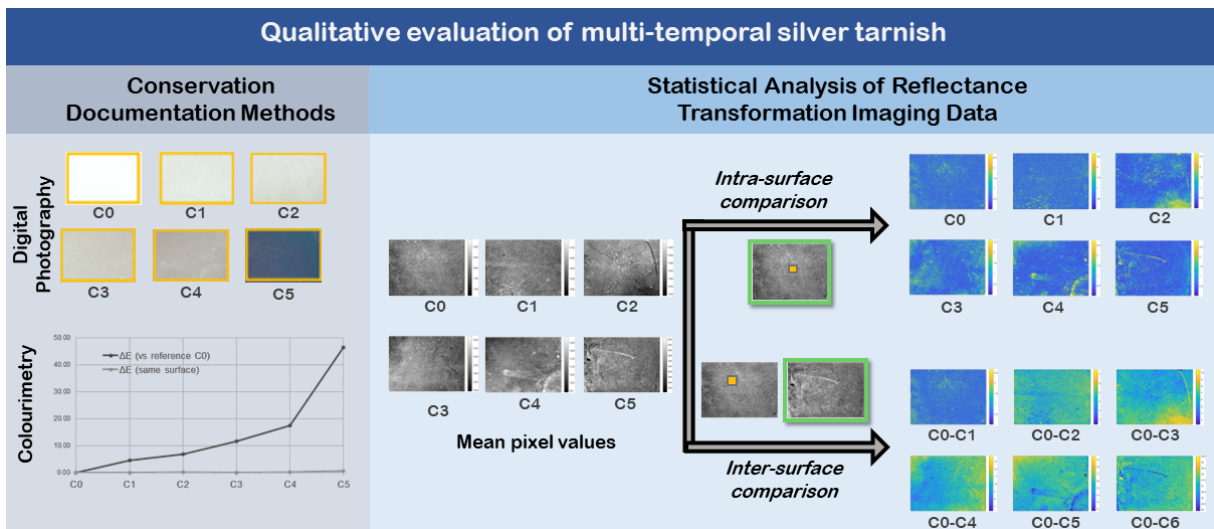 Qualitative evaluation of multi-temporal silver tarnish
Conservation
Documentation Methods
Digital
Photography
C0
C1
C2
C3
C4
C5
Colourimetry
50.00
40.00
30.00
20.00
10.00
0.00
ΔE (vs reference C0)
ΔE (same surface)
C0
C1
C2
C3
C4
C5
Statistical Analysis of Reflectance
Transformation Imaging Data
C0
C1
C2
C3
C4
C5
Mean pixel values
Intra-surface
comparison
Inter-surface
comparison
C0
C1
C2
C3
C4
C5
C0-C1
C0-C2
C0-C3
C0-C4
C0-C5
C0-C6